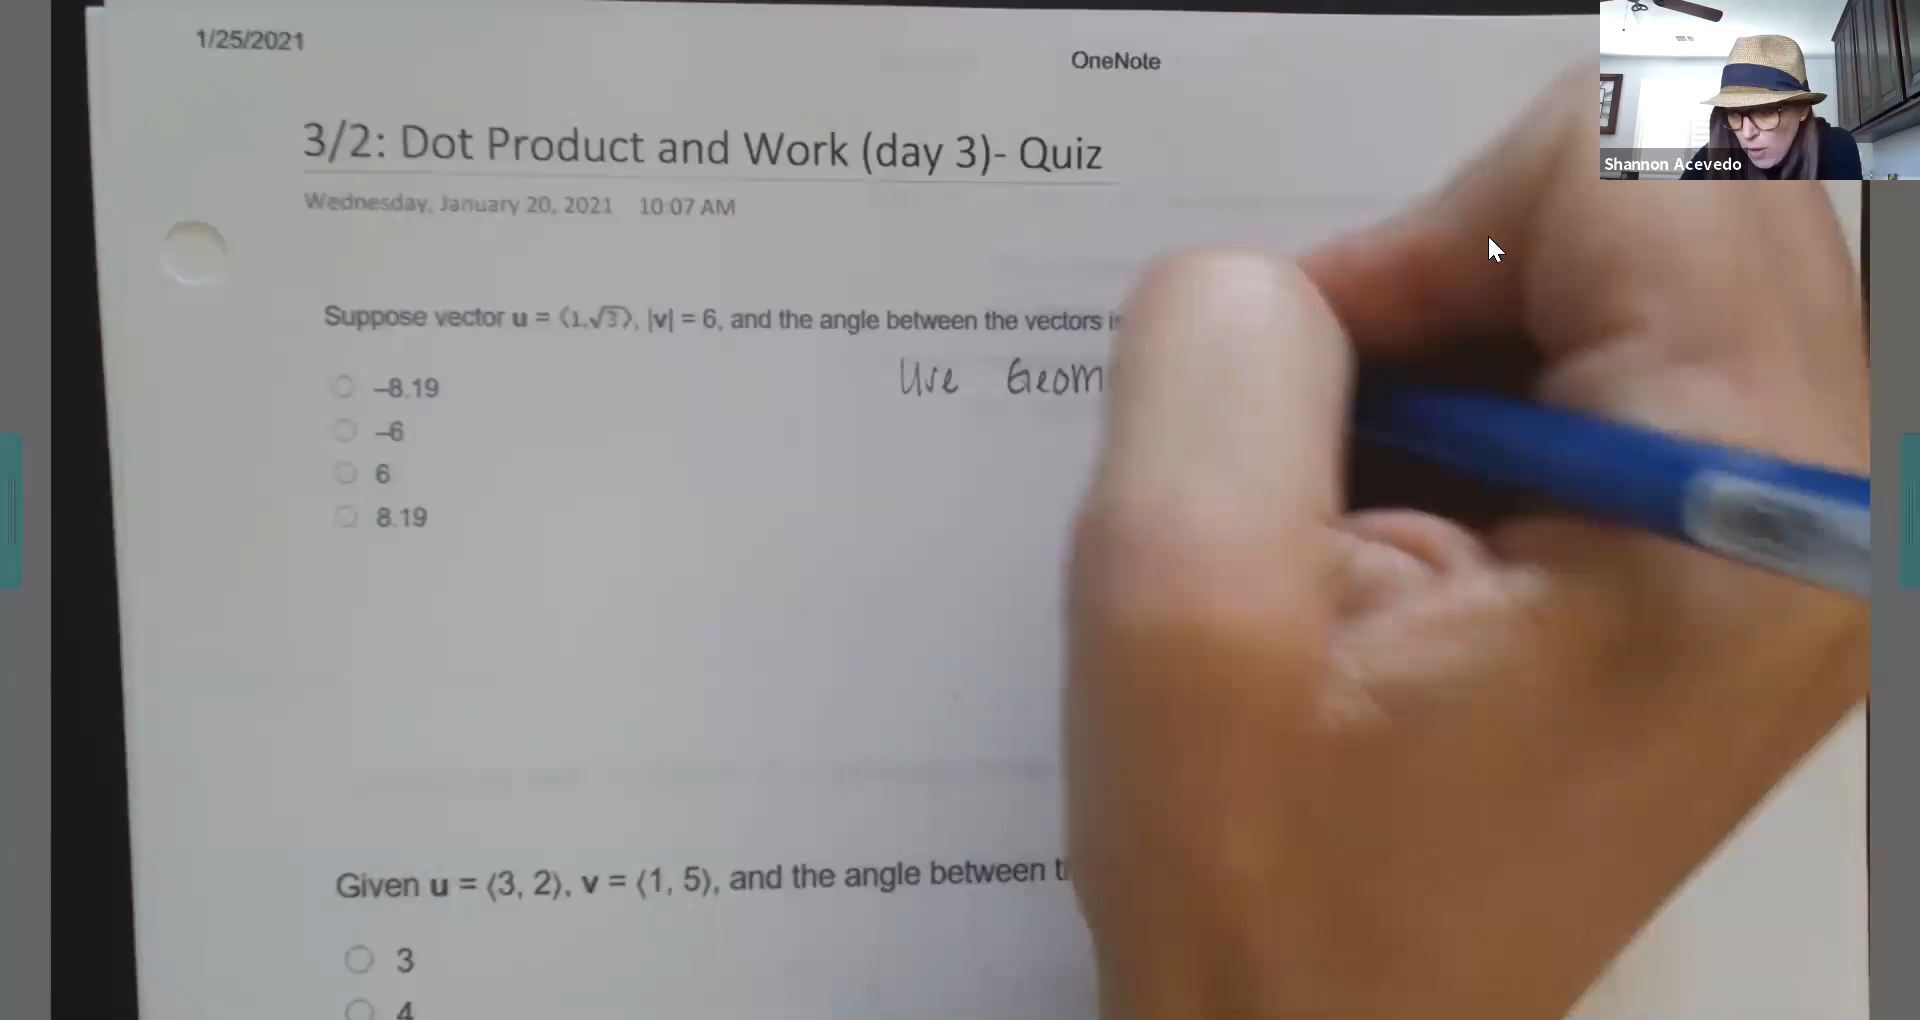 1/25/2021
OneNote
Shannon Acevedo
3/2: Dot Product and Work (day 3)- Quiz
Wednesday, January 20, 2021 10:07 AM
Suppose vector u = ⟨1,√3⟩, |v| = 6, and the angle between the vectors
Use Geom
–8.19
–6
6
8.19
Given u = ⟨3, 2⟩, v = ⟨1, 5⟩, and the angle between
3
4